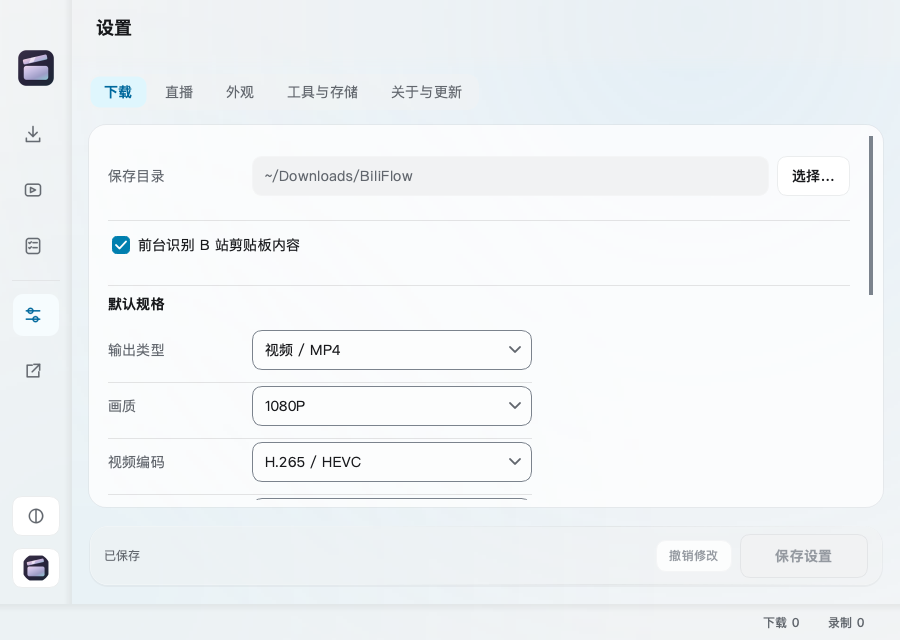 设置
下载 直播 外观 工具与存储 关于与更新
保存目录 ~/Downloads/BiliFlow 选择...
前台识别 B 站剪贴板内容
默认规格
输出类型 视频 / MP4
画质 1080P
视频编码 H.265 / HEVC
已保存 撤销修改 保存设置
下载 0 录制 0